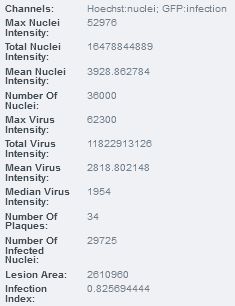 Channels: Hoechst:nuclei; GFP:infection
Max Nuclei Intensity: 52976
Total Nuclei Intensity: 16478844889
Mean Nuclei Intensity: 3928.862784
Number Of Nuclei: 36000
Max Virus Intensity: 62300
Total Virus Intensity: 11822913126
Mean Virus Intensity: 2818.802148
Median Virus Intensity: 1954
Number Of Plaques: 34
Number Of Infected Nuclei: 29725
Lesion Area: 2610960
Infection Index: 0.825694444